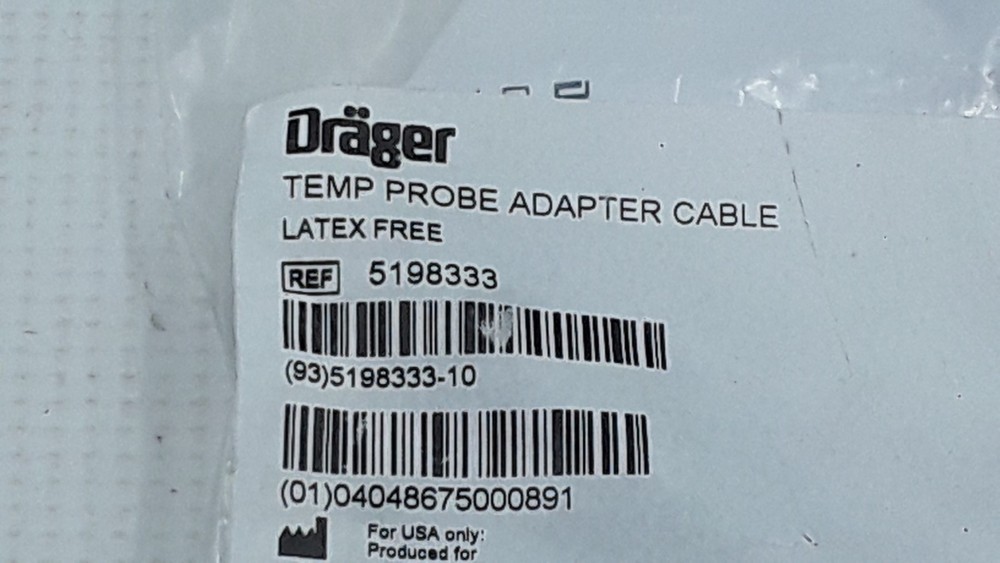 Dräger
TEMP PROBE ADAPTER CABLE
LATEX FREE
REF 5198333
(93)5198333-10
(01)04048675000891
For USA only:
Produced for